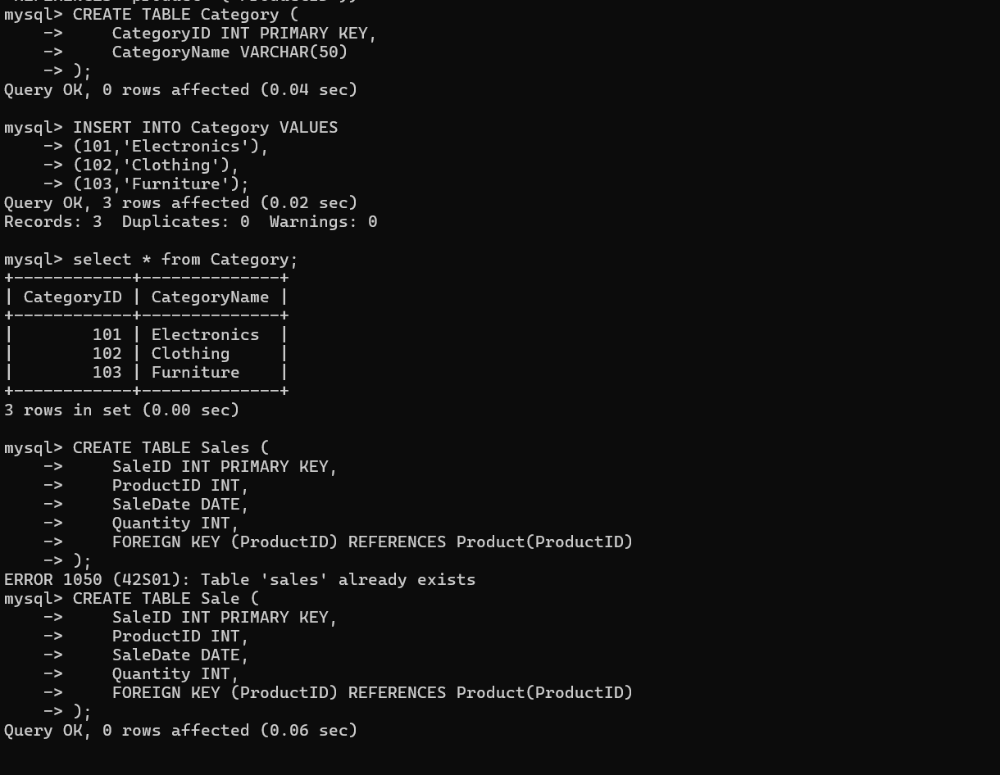 mysql> CREATE TABLE Category (
    ->     CategoryID INT PRIMARY KEY,
    ->     CategoryName VARCHAR(50)
    -> );
Query OK, 0 rows affected (0.04 sec)

mysql> INSERT INTO Category VALUES
    -> (101,'Electronics'),
    -> (102,'Clothing'),
    -> (103,'Furniture');
Query OK, 3 rows affected (0.02 sec)
Records: 3  Duplicates: 0  Warnings: 0

mysql> select * from Category;
+------------+--------------+
| CategoryID | CategoryName |
+------------+--------------+
|        101 | Electronics  |
|        102 | Clothing     |
|        103 | Furniture    |
+------------+--------------+
3 rows in set (0.00 sec)

mysql> CREATE TABLE Sales (
    ->     SaleID INT PRIMARY KEY,
    ->     ProductID INT,
    ->     SaleDate DATE,
    ->     Quantity INT,
    ->     FOREIGN KEY (ProductID) REFERENCES Product(ProductID)
    -> );
ERROR 1050 (42S01): Table 'sales' already exists
mysql> CREATE TABLE Sale (
    ->     SaleID INT PRIMARY KEY,
    ->     ProductID INT,
    ->     SaleDate DATE,
    ->     Quantity INT,
    ->     FOREIGN KEY (ProductID) REFERENCES Product(ProductID)
    -> );
Query OK, 0 rows affected (0.06 sec)